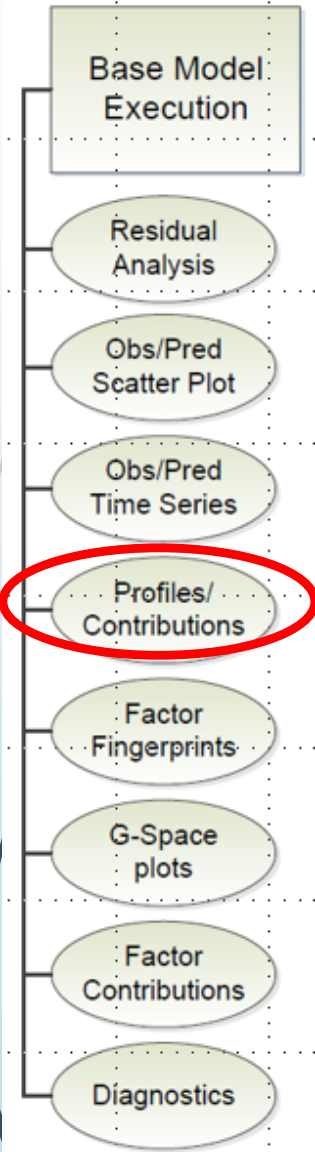 Base Model
Execution
Residual
Analysis
Obs/Pred
Scatter Plot
Obs/Pred
Time Series
Profiles/
Contributions
Factor
Fingerprints
G-Space
plots
Factor
Contributions
Diagnostics